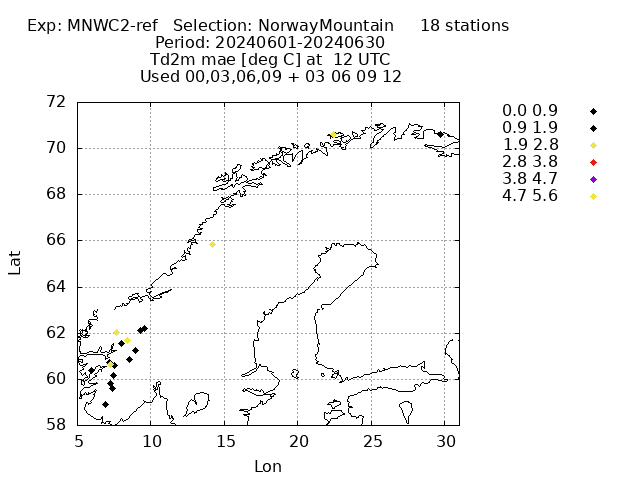 Exp: MNWC2-ref   Selection: NorwayMountain     18 stations
Period: 20240601-20240630
Td2m mae [deg C] at  12 UTC
Used 00,03,06,09 + 03 06 09 12
0.0 0.9
0.9 1.9
1.9 2.8
2.8 3.8
3.8 4.7
4.7 5.6
72
70
68
66
64
62
60
58
Lat
5 10 15 20 25 30
Lon